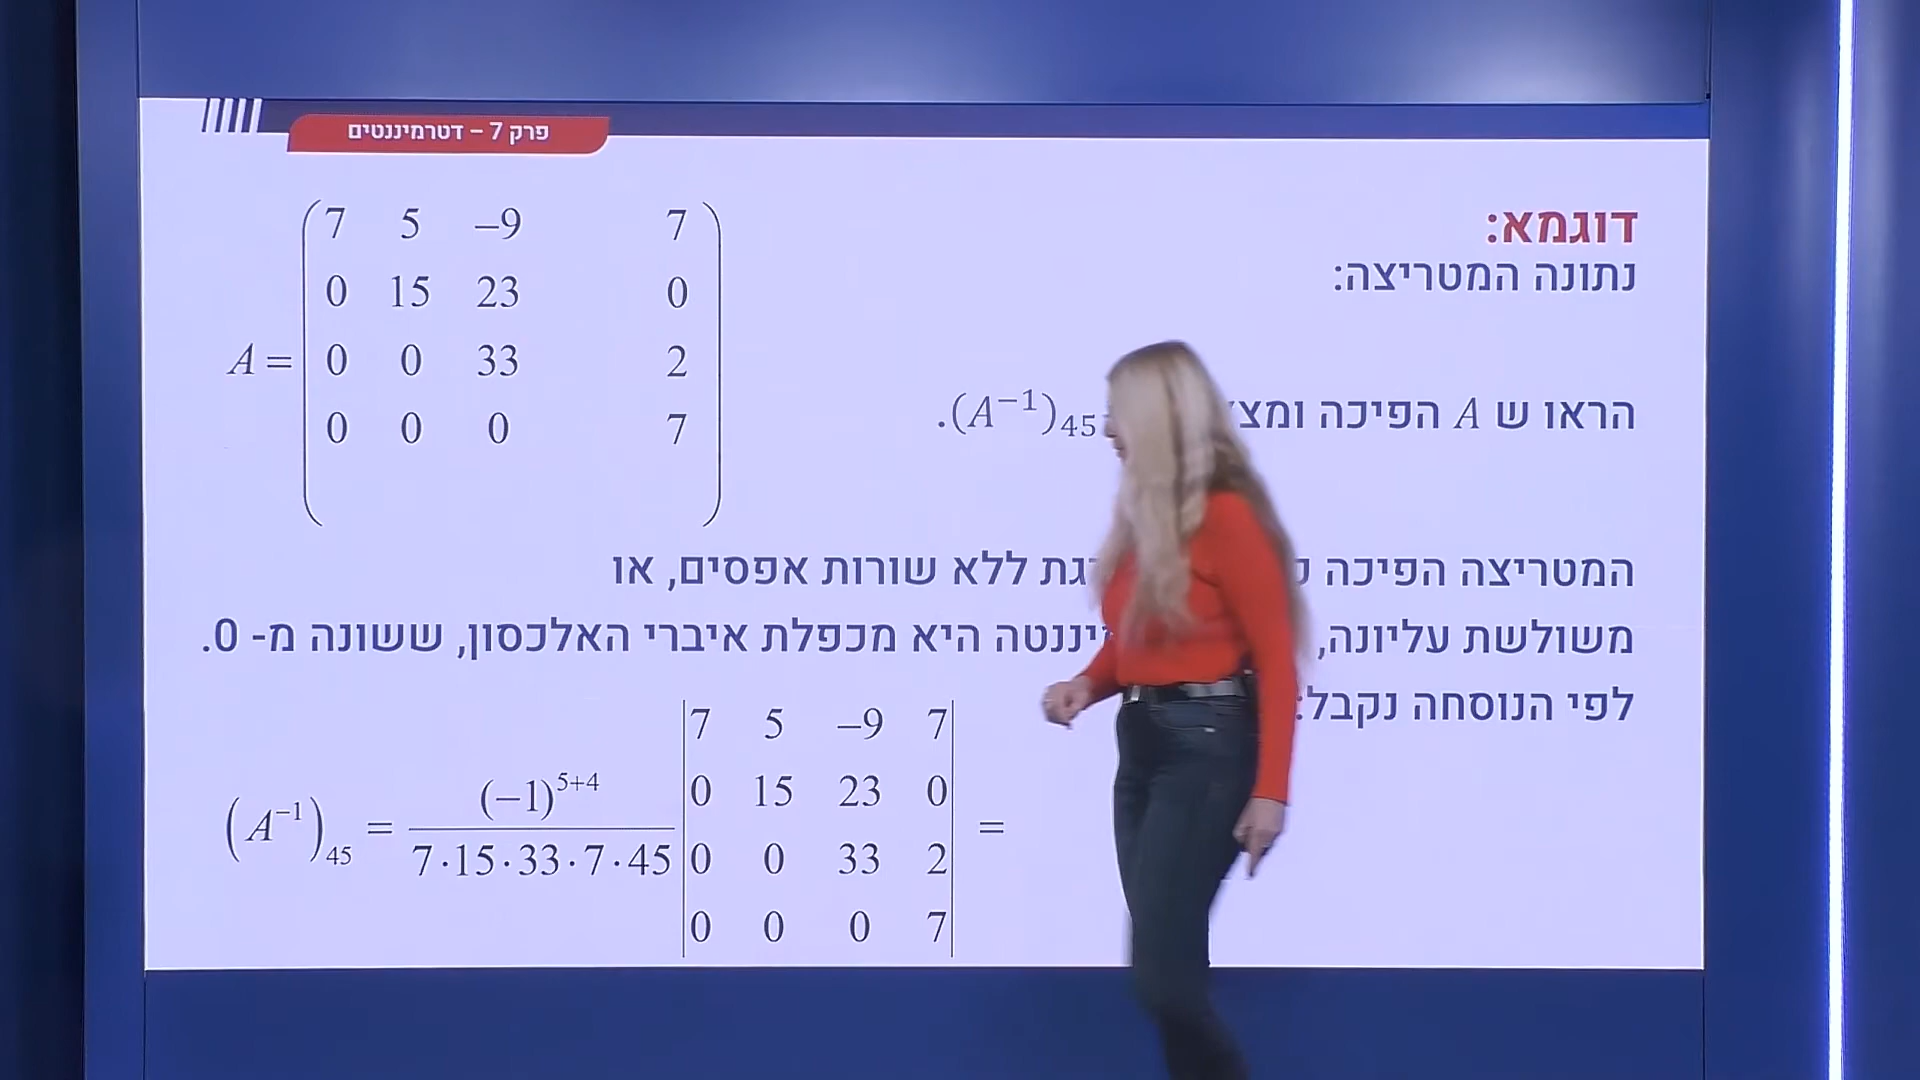 פרק 7 – דטרמיננטים
דוגמא:
נתונה המטריצה:
A = ( 7 5 –9 7
0 15 23 0
0 0 33 2
0 0 0 7 )
הראו ש A הפיכה (A⁻¹)₄₅.
המטריצה הפיכה ללא שורות אפסים, או
משולשת עליונה, היא מכפלת איברי האלכסון, ששונה מ- 0.
לפי הנוסחה נקבל:
(A⁻¹)₄₅ = (–1)⁵⁺⁴ / 7·15·33·7·45 | 7 5 –9 7
0 15 23 0
0 0 33 2
0 0 0 7 | =